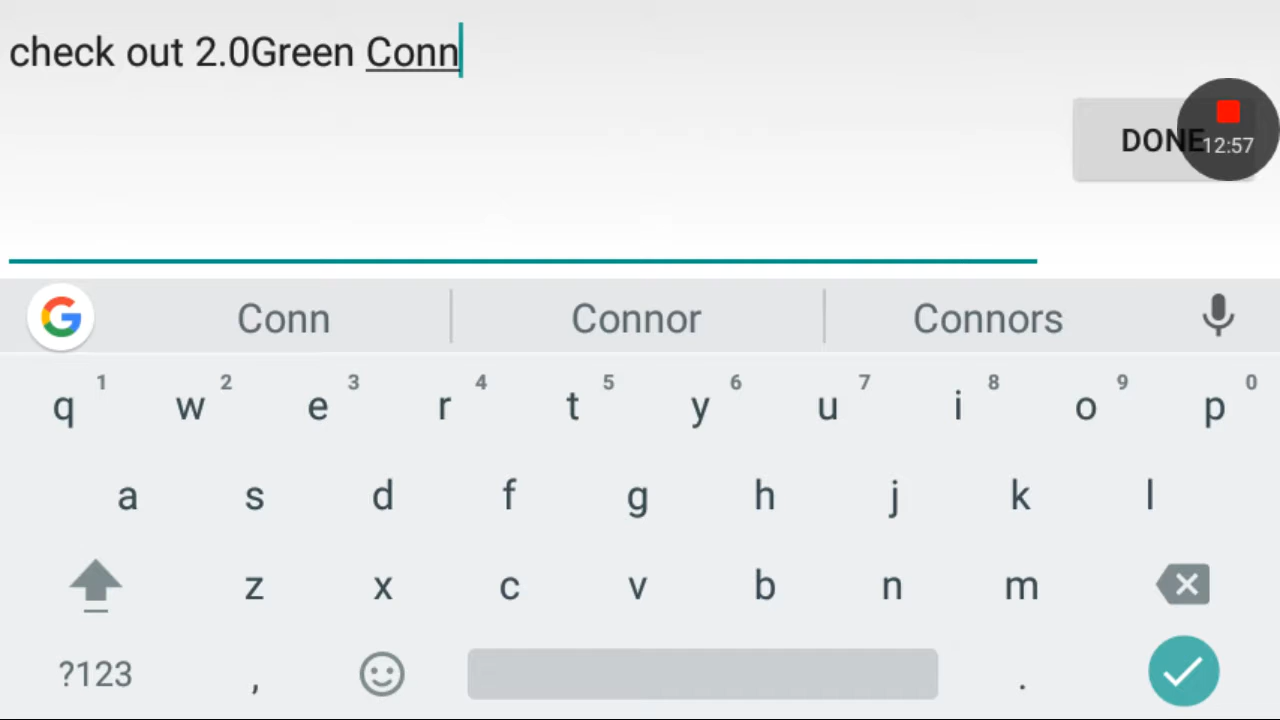 check out 2.0Green Conn
DONE
12:57
Conn Connor Connors
1 2 3 4 5 6 7 8 9 0
q w e r t y u i o p
a s d f g h j k l
z x c v b n m
?123 , .